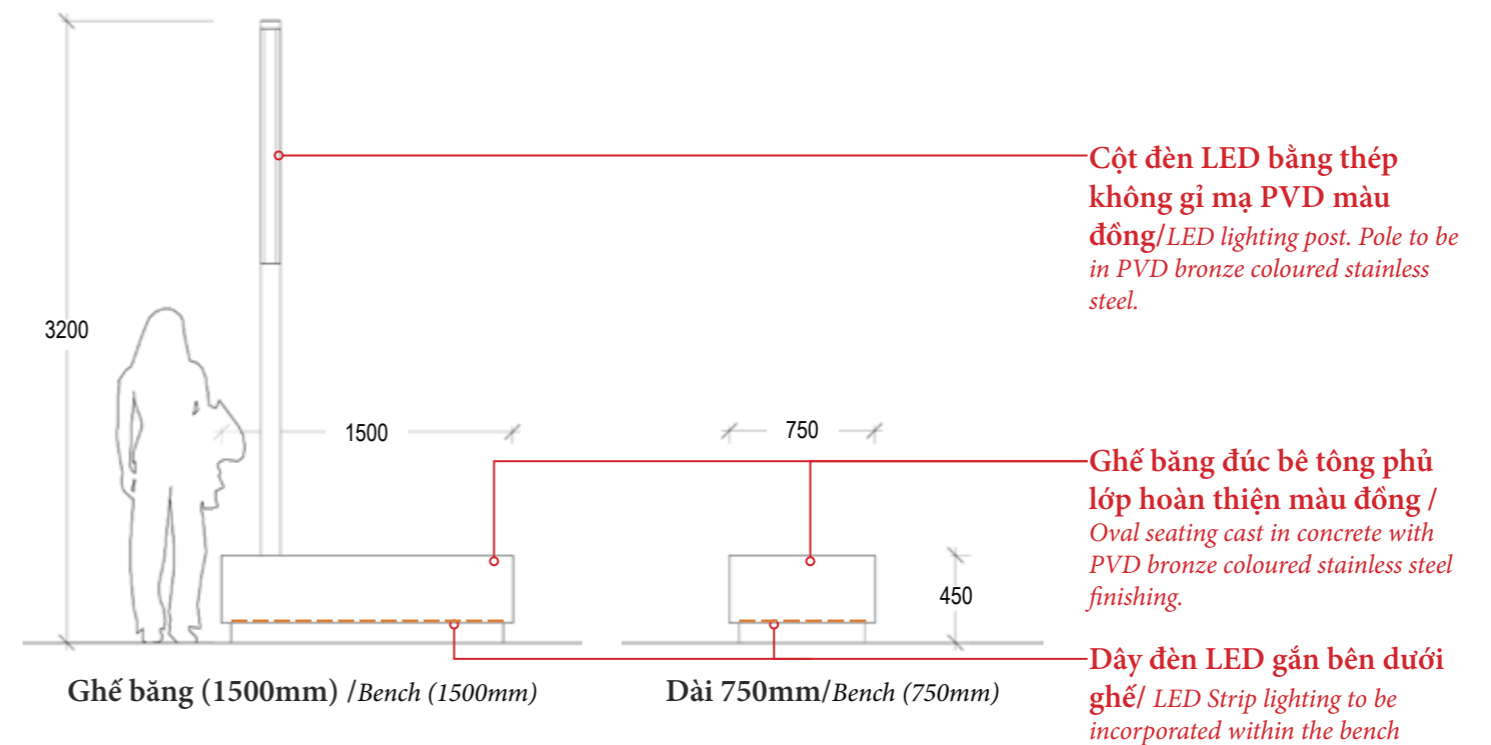 3200
1500
750
450
Cột đèn LED bằng thép
không gỉ mạ PVD màu
đồng/LED lighting post. Pole to be
in PVD bronze coloured stainless
steel.
Ghế băng đúc bê tông phủ
lớp hoàn thiện màu đồng /
Oval seating cast in concrete with
PVD bronze coloured stainless steel
finishing.
Dây đèn LED gắn bên dưới
ghế/ LED Strip lighting to be
incorporated within the bench
Ghế băng (1500mm) /Bench (1500mm)
Dài 750mm/Bench (750mm)